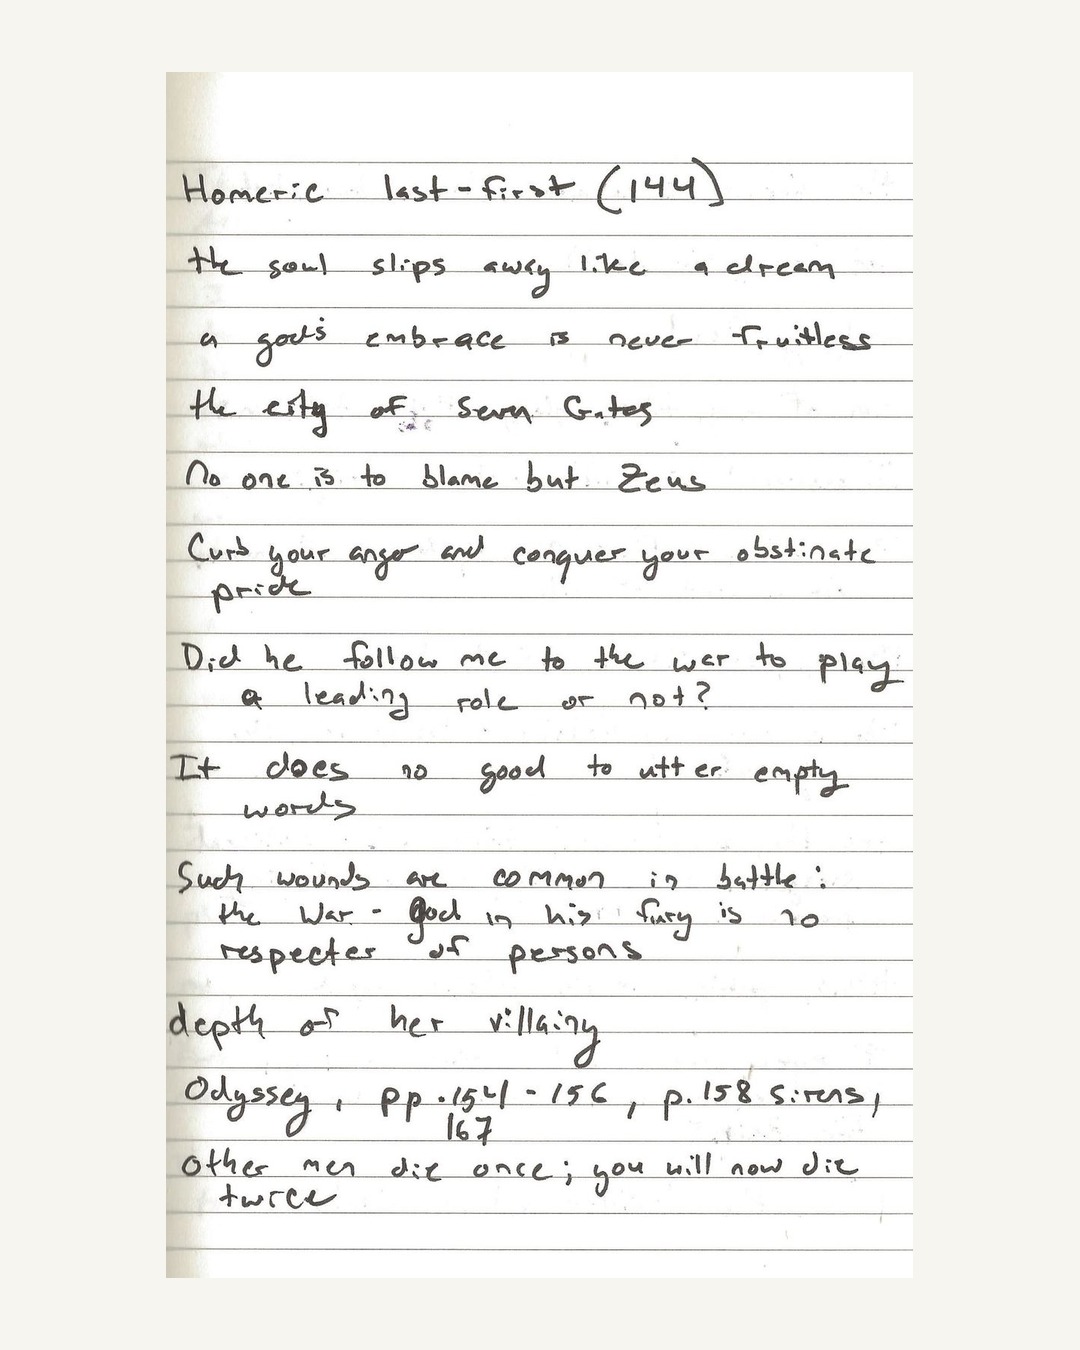 Homeric last-first (144)
the soul slips away like a dream
a god's embrace is never fruitless
the city of Seven Gates
No one is to blame but Zeus
Curb your anger and conquer your obstinate
pride
Did he follow me to the war to play
a leading role or not?
It does no good to utter empty
words
Such wounds are common in battle:
the War-God in his fury is no
respecter of persons
depth of her villainy
Odyssey, pp. 154-156, p. 158 Sirens,
167
other men die once; you will now die
twice